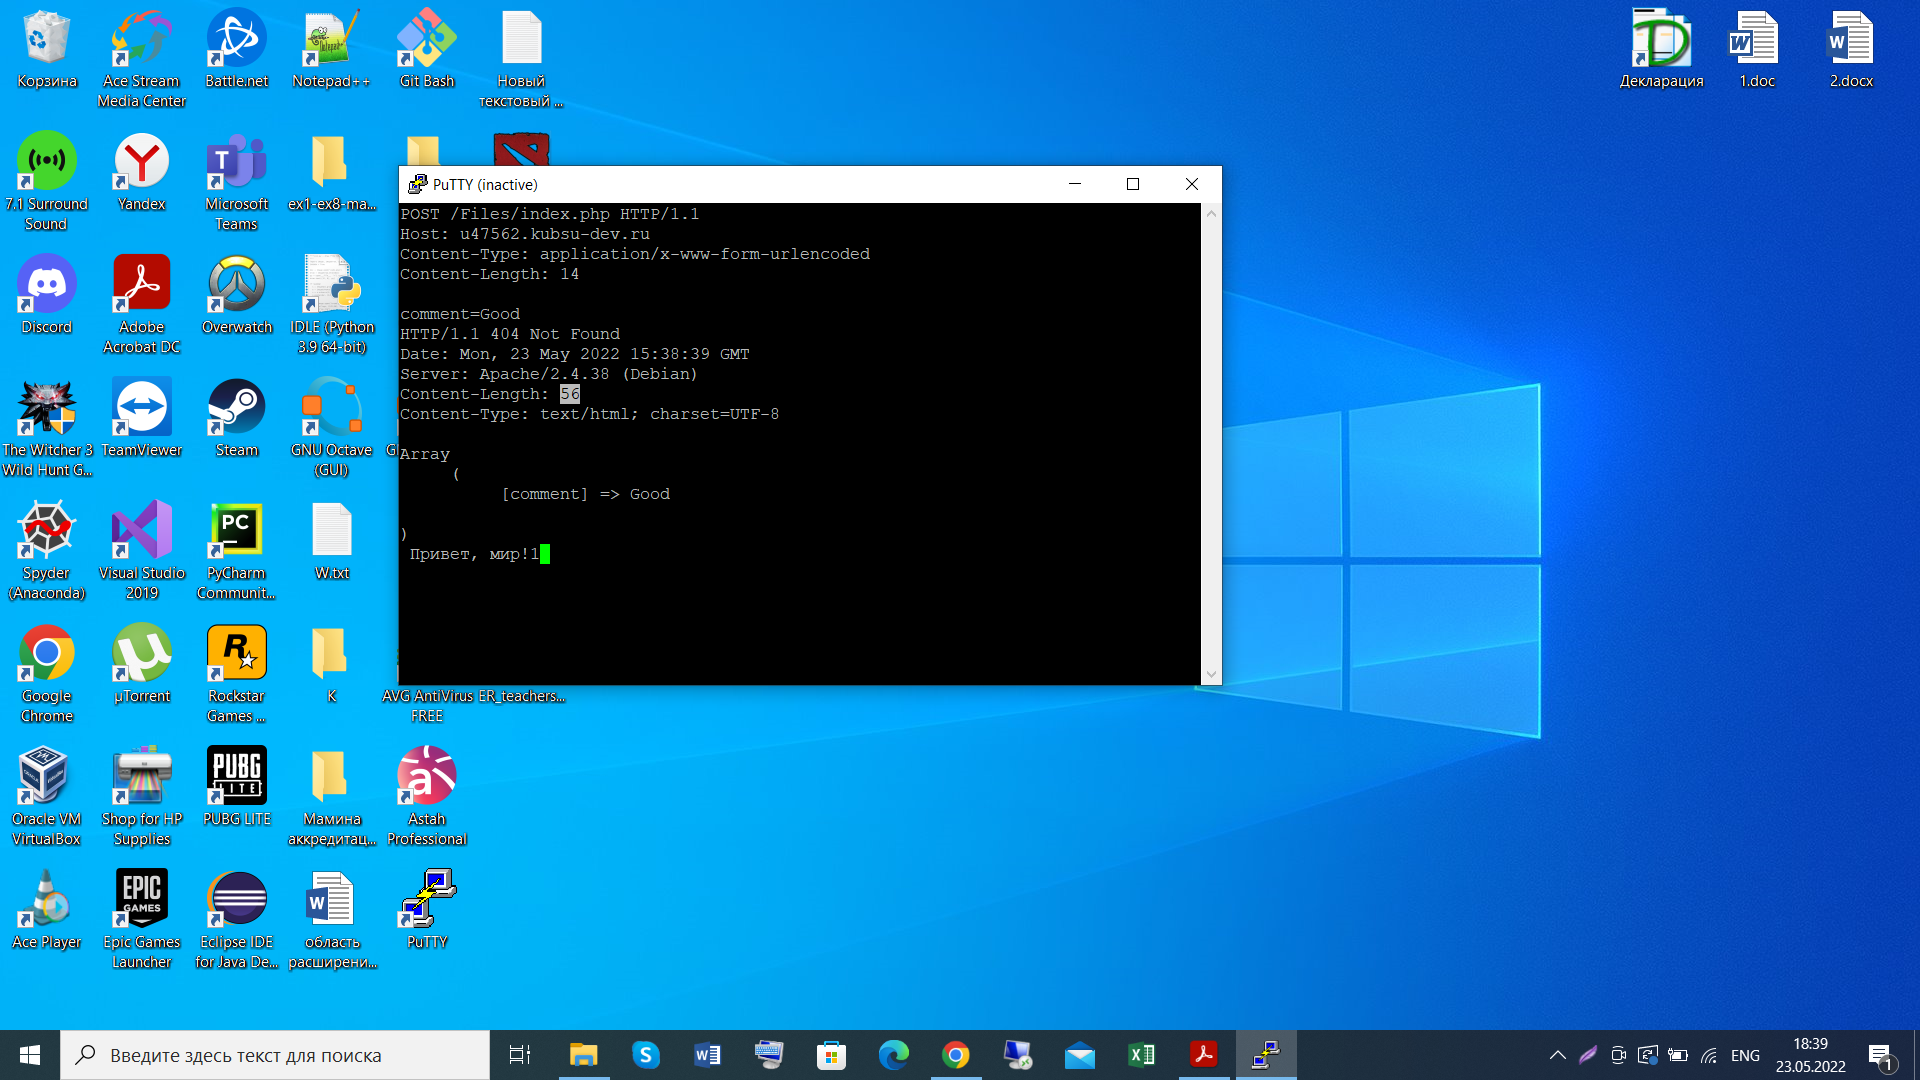 Корзина
Ace Stream
Media Center
Battle.net
Notepad++
Git Bash
Новый
текстовый ...
Декларация
1.doc
2.docx
7.1 Surround
Sound
Yandex
Microsoft
Teams
ex1-ex8-ma...
PuTTY (inactive)
POST /Files/index.php HTTP/1.1
Host: u47562.kubsu-dev.ru
Content-Type: application/x-www-form-urlencoded
Content-Length: 14
comment=Good
HTTP/1.1 404 Not Found
Date: Mon, 23 May 2022 15:38:39 GMT
Server: Apache/2.4.38 (Debian)
Content-Length: 56
Content-Type: text/html; charset=UTF-8
Array
(
[comment] => Good
)
Привет, мир!1
Discord
Adobe
Acrobat DC
Overwatch
IDLE (Python
3.9 64-bit)
The Witcher 3
Wild Hunt G...
TeamViewer
Steam
GNU Octave
(GUI)
Spyder
(Anaconda)
Visual Studio
2019
PC
PyCharm
Communit...
W.txt
Google
Chrome
µTorrent
Rockstar
Games ...
K
AVG AntiVirus
FREE
ER_teachers...
Oracle VM
VirtualBox
Shop for HP
Supplies
PUBG
LITE
PUBG LITE
Мамина
аккредитац...
Astah
Professional
Ace Player
EPIC
GAMES
Epic Games
Launcher
Eclipse IDE
for Java De...
область
расширени...
PuTTY
Введите здесь текст для поиска
ENG
18:39
23.05.2022
1